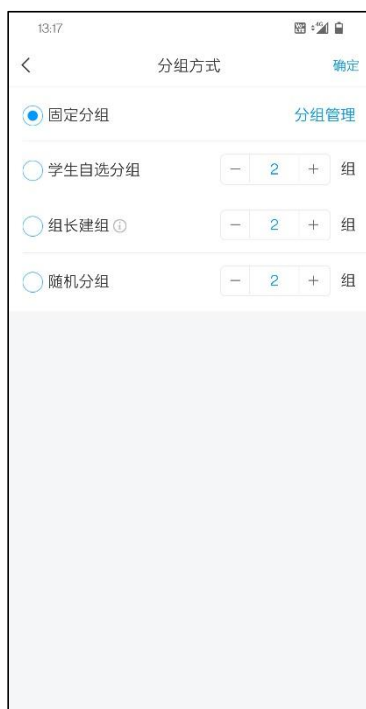 13:17
4G
分组方式 确定
固定分组 分组管理
学生自选分组 − 2 + 组
组长建组 − 2 + 组
随机分组 − 2 + 组